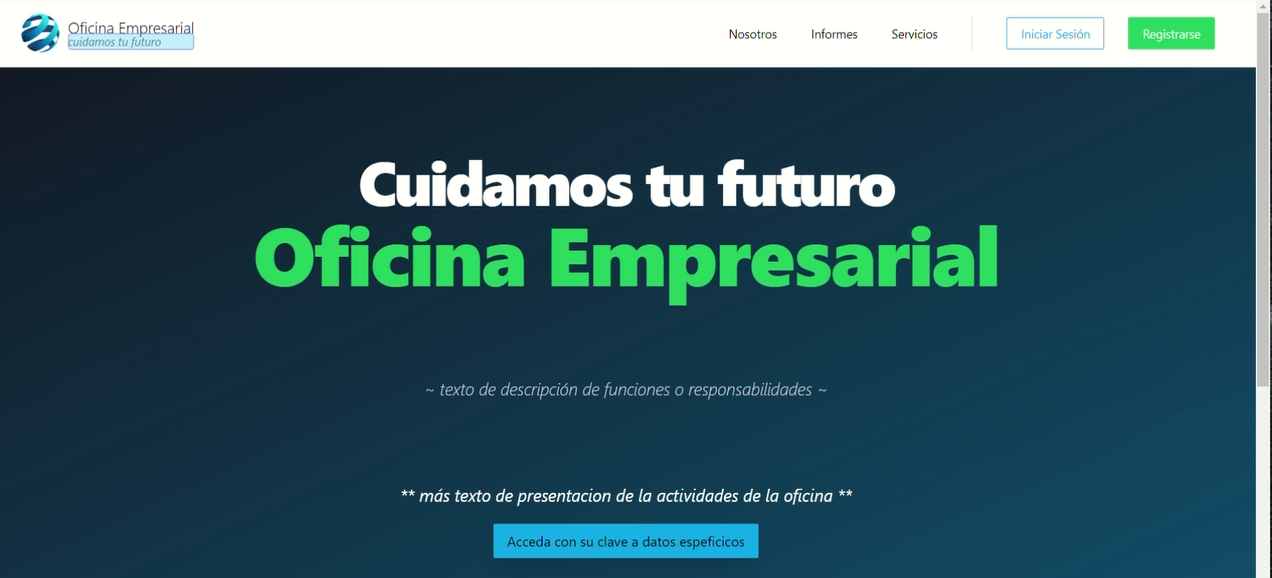 Oficina Empresarial
cuidamos tu futuro
Nosotros
Informes
Servicios
Iniciar Sesión
Registrarse
Cuidamos tu futuro
Oficina Empresarial
~ texto de descripción de funciones o responsabilidades ~
** más texto de presentacion de la actividades de la oficina **
Acceda con su clave a datos espeficicos